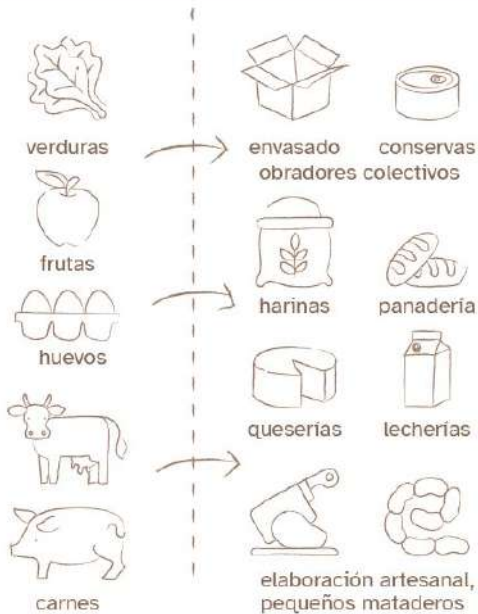 verduras
envasado
conservas
obradores colectivos
frutas
harinas
panadería
huevos
queserías
lecherías
carnes
elaboración artesanal,
pequeños mataderos